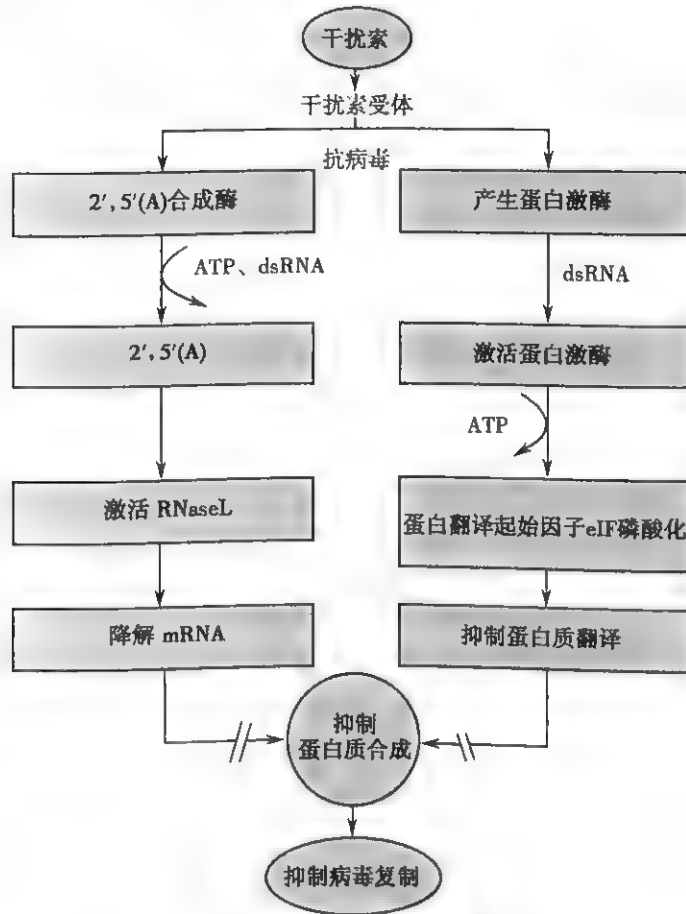 干扰素
干扰素受体
抗病毒
2′,5′(A)合成酶
产生蛋白激酶
ATP、dsRNA
dsRNA
2′,5′(A)
激活蛋白激酶
ATP
激活 RNaseL
蛋白翻译起始因子eIF磷酸化
降解 mRNA
抑制蛋白质翻译
抑制
蛋白质合成
抑制病毒复制